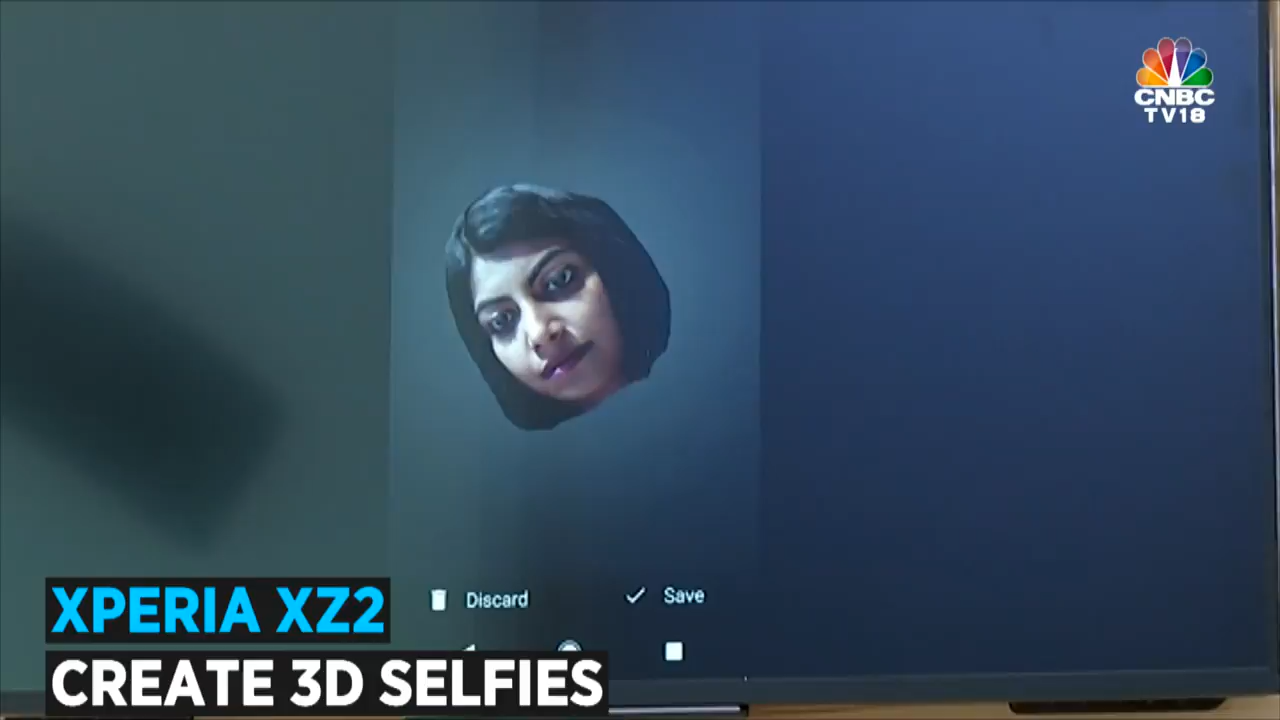 CNBC
TV18
Discard
Save
XPERIA XZ2
CREATE 3D SELFIES